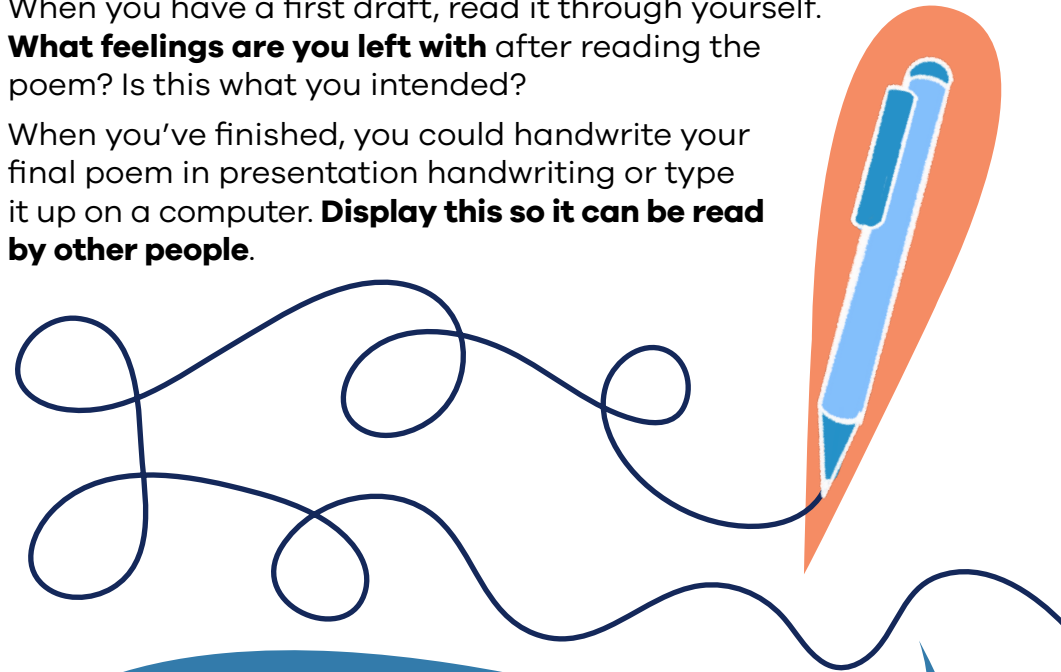 When you have a first draft, read it through yourself.
What feelings are you left with after reading the
poem? Is this what you intended?
When you’ve finished, you could handwrite your
final poem in presentation handwriting or type
it up on a computer. Display this so it can be read
by other people.